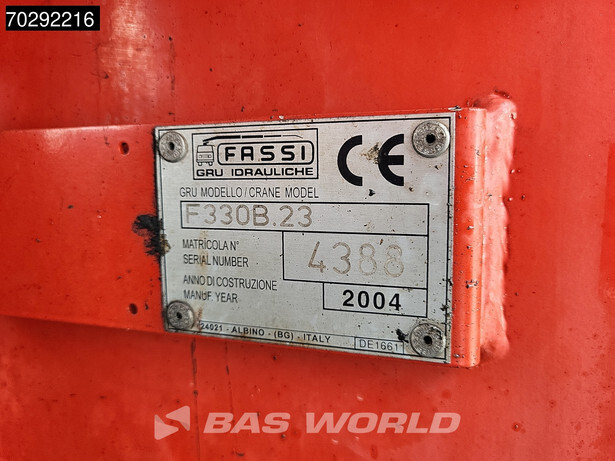 70292216
FASSI
GRU IDRAULICHE
CE
GRU MODELLO/CRANE MODEL
F330B.23
MATRICOLA N°
SERIAL NUMBER
4388
ANNO DI COSTRUZIONE
MANUF. YEAR
2004
24021 - ALBINO - (BG) - ITALY
DE1661
BAS WORLD